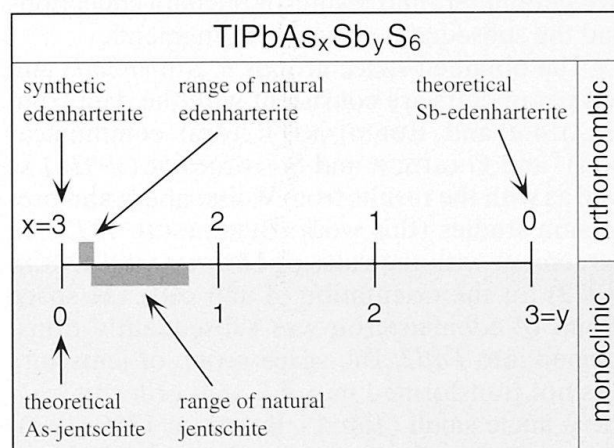 TlPbAsxSbyS6
synthetic edenharterite
range of natural edenharterite
theoretical Sb-edenharterite
orthorhombic
x=3 2 1 0
0 1 2 3=y
monoclinic
theoretical As-jentschite
range of natural jentschite